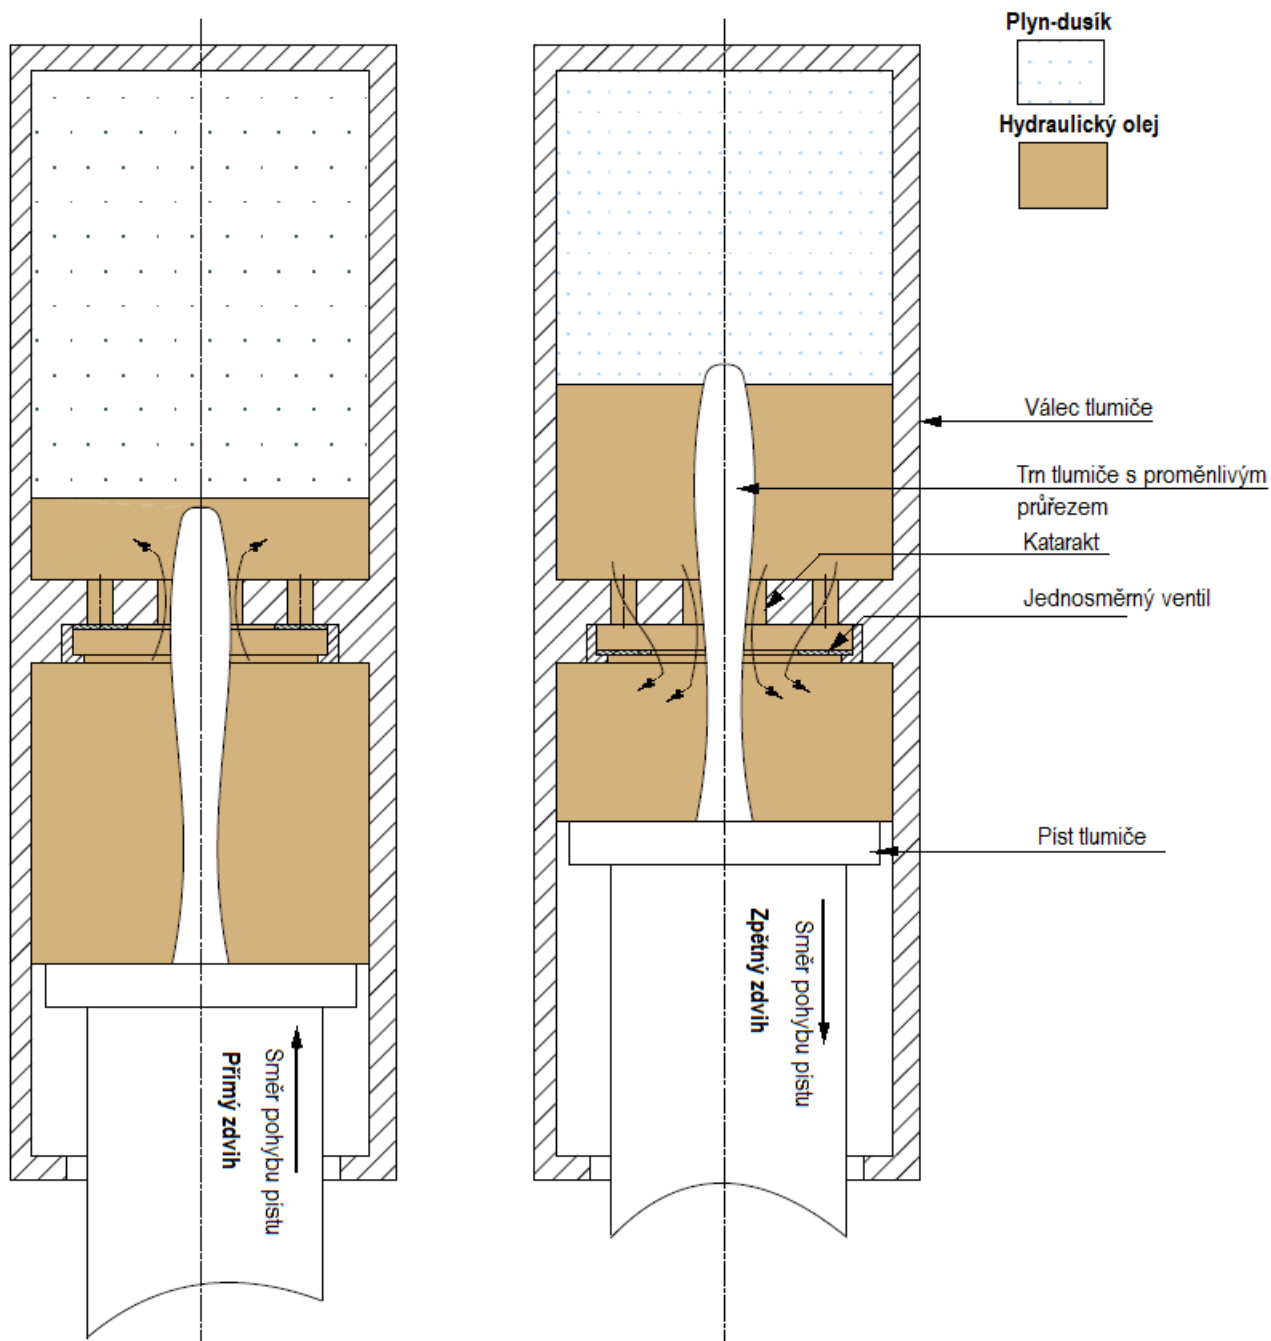 Plyn-dusík
Hydraulický olej
Válec tlumiče
Trn tlumiče s proměnlivým
průřezem
Katarakt
Jednosměrný ventil
Píst tlumiče
Směr pohybu pístu
Přímý zdvih
Směr pohybu pístu
Zpětný zdvih